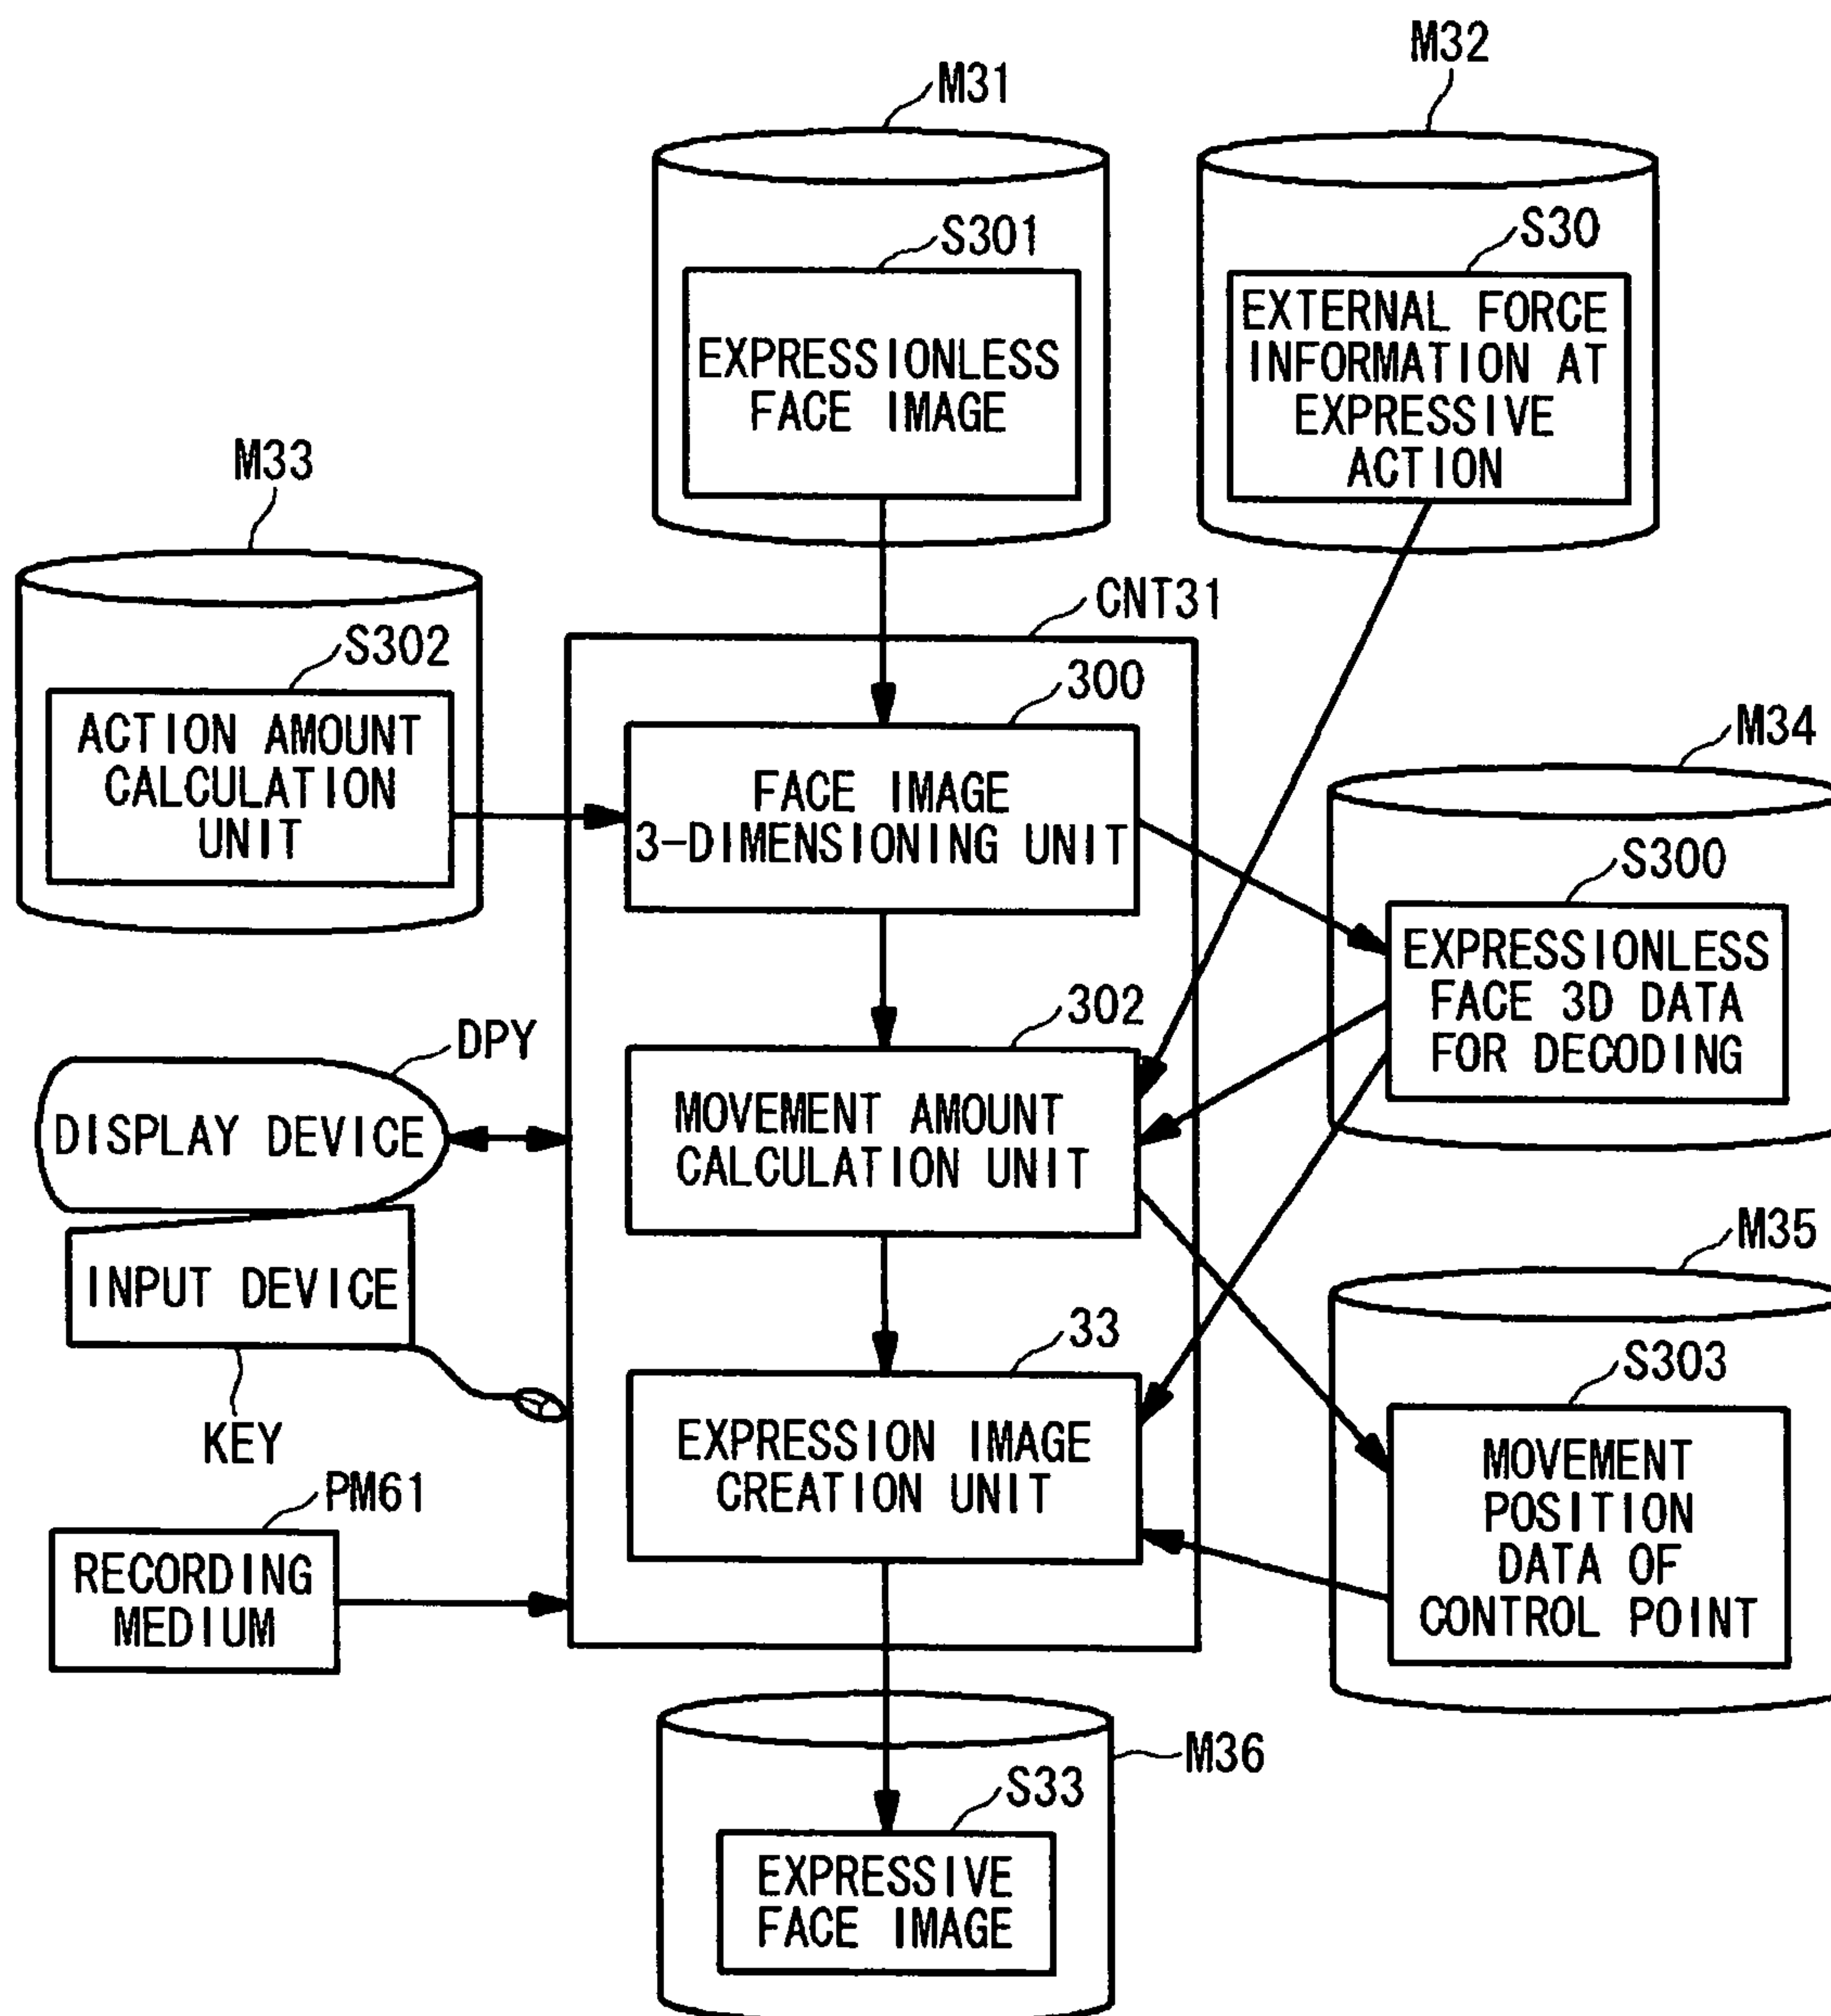 M31
M32
S301
EXPRESSIONLESS
FACE IMAGE
S30
EXTERNAL FORCE
INFORMATION AT
EXPRESSIVE
ACTION
M33
S302
ACTION AMOUNT
CALCULATION
UNIT
CNT31
300
FACE IMAGE
3-DIMENSIONING UNIT
M34
S300
EXPRESSIONLESS
FACE 3D DATA
FOR DECODING
302
MOVEMENT AMOUNT
CALCULATION UNIT
DPY
DISPLAY DEVICE
INPUT DEVICE
KEY
M35
S303
MOVEMENT
POSITION
DATA OF
CONTROL POINT
33
EXPRESSION IMAGE
CREATION UNIT
PM61
RECORDING
MEDIUM
M36
S33
EXPRESSIVE
FACE IMAGE